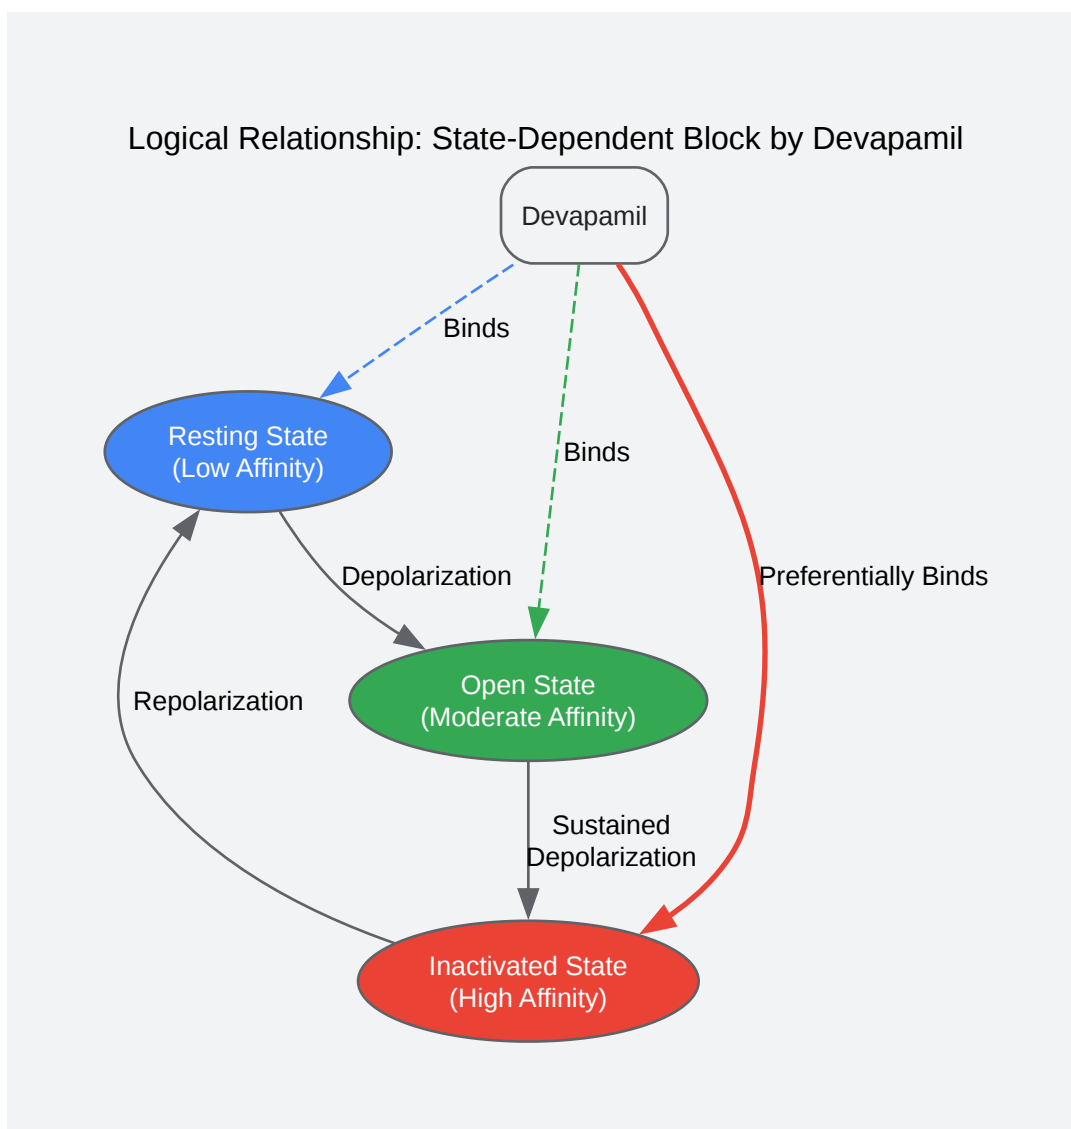 Logical Relationship: State-Dependent Block by Devapamil
Devapamil
Binds
Resting State
(Low Affinity)
Binds
Depolarization
Preferentially Binds
Repolarization
Open State
(Moderate Affinity)
Sustained
Depolarization
Inactivated State
(High Affinity)